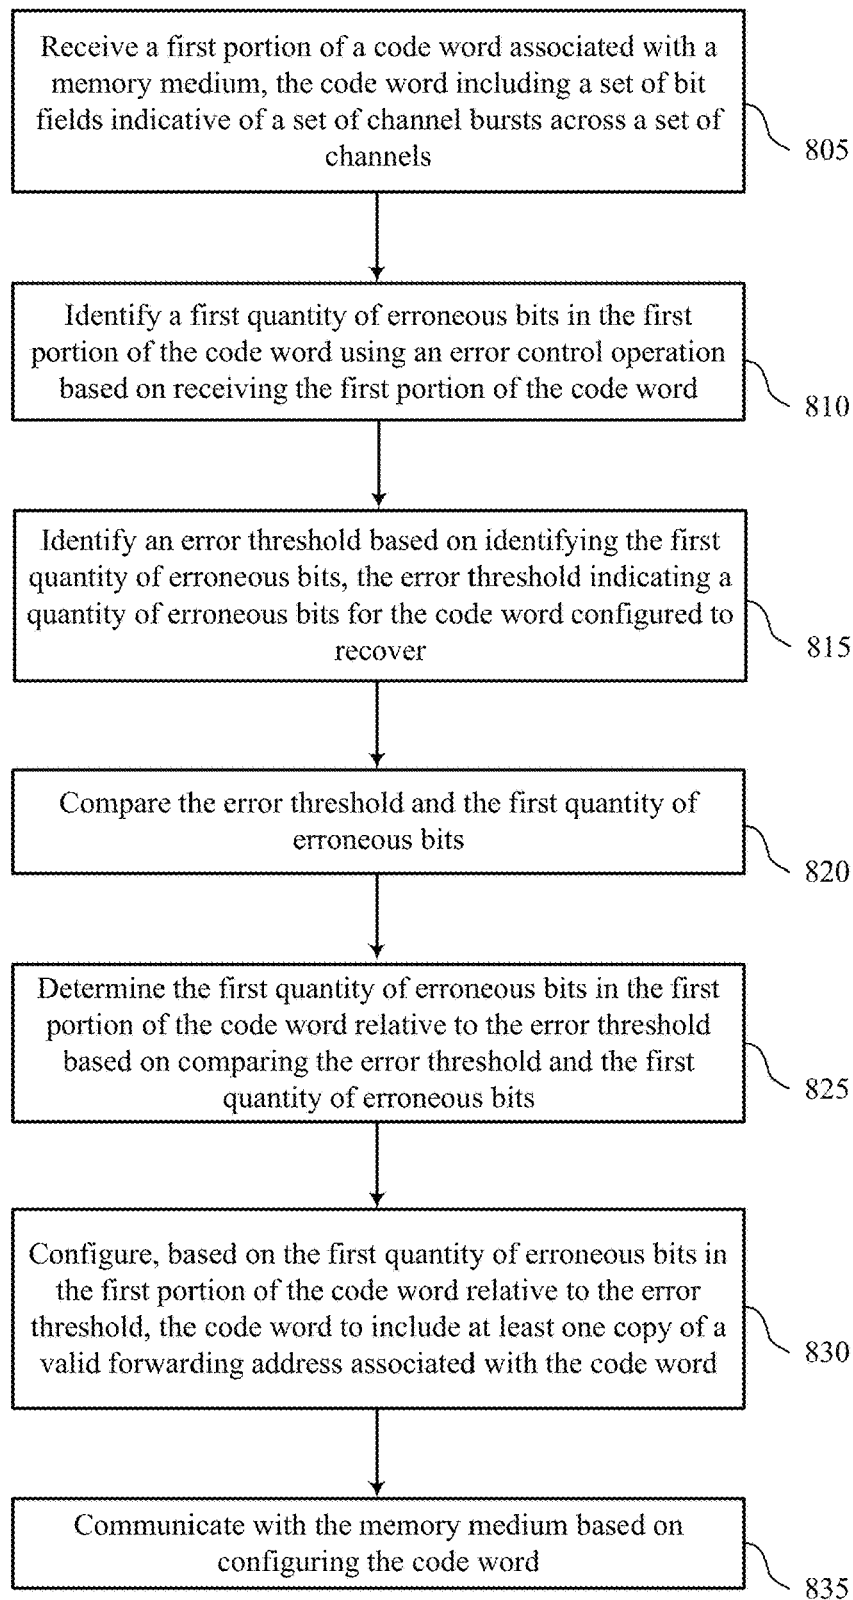 Receive a first portion of a code word associated with a
memory medium, the code word including a set of bit
fields indicative of a set of channel bursts across a set of
channels
805
Identify a first quantity of erroneous bits in the first
portion of the code word using an error control operation
based on receiving the first portion of the code word
810
Identify an error threshold based on identifying the first
quantity of erroneous bits, the error threshold indicating a
quantity of erroneous bits for the code word configured to
recover
815
Compare the error threshold and the first quantity of
erroneous bits
820
Determine the first quantity of erroneous bits in the first
portion of the code word relative to the error threshold
based on comparing the error threshold and the first
quantity of erroneous bits
825
Configure, based on the first quantity of erroneous bits in
the first portion of the code word relative to the error
threshold, the code word to include at least one copy of a
valid forwarding address associated with the code word
830
Communicate with the memory medium based on
configuring the code word
835